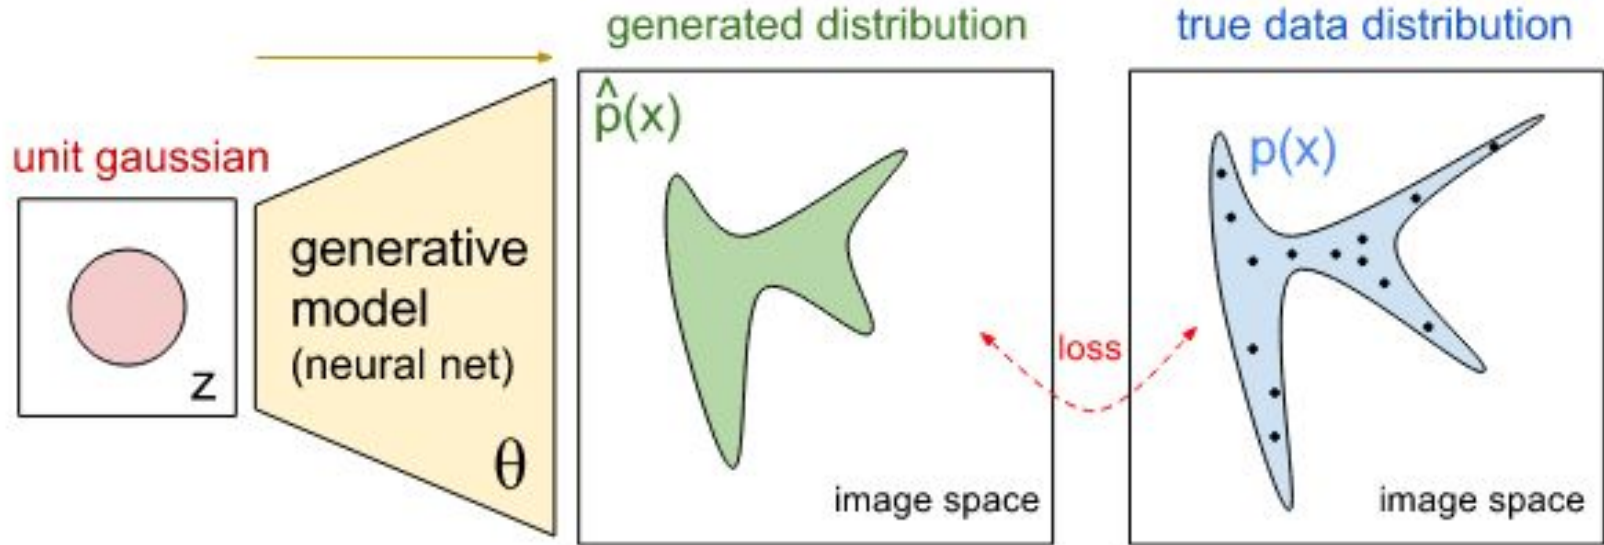 unit gaussian
z
generative
model
(neural net)
θ
generated distribution
p̂(x)
image space
loss
true data distribution
p(x)
image space